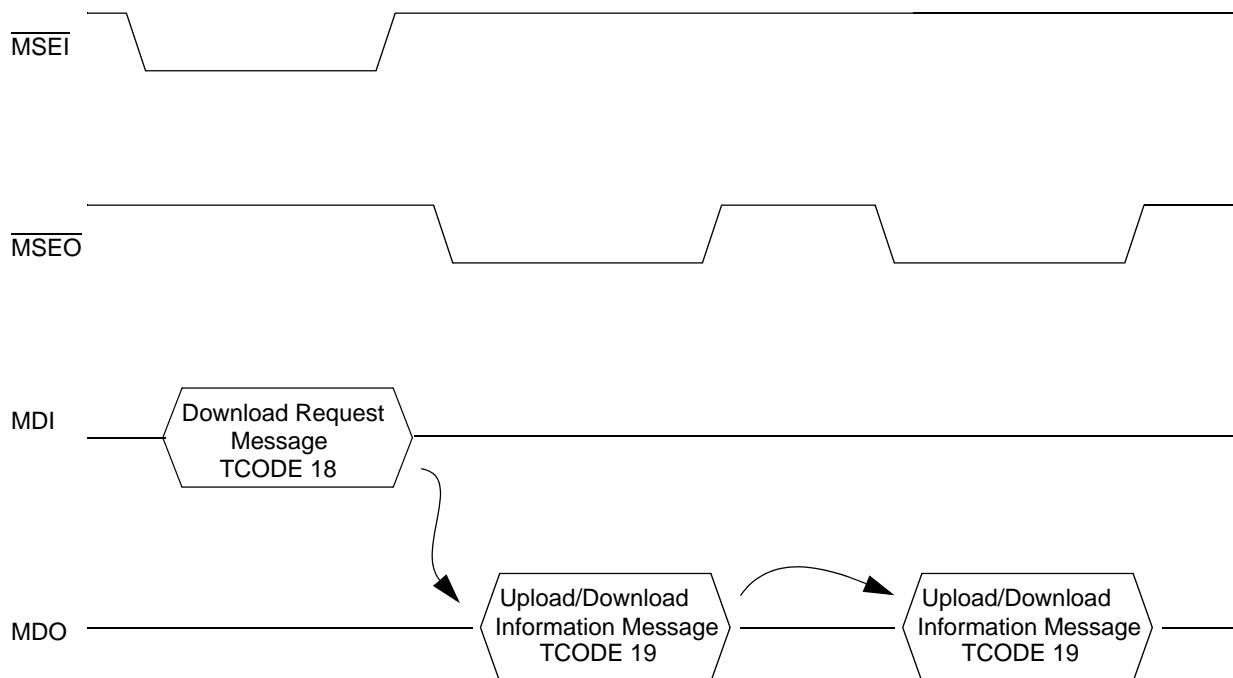 MSEI
MSEO
MDI
Download Request
Message
TCODE 18
MDO
Upload/Download
Information Message
TCODE 19
Upload/Download
Information Message
TCODE 19